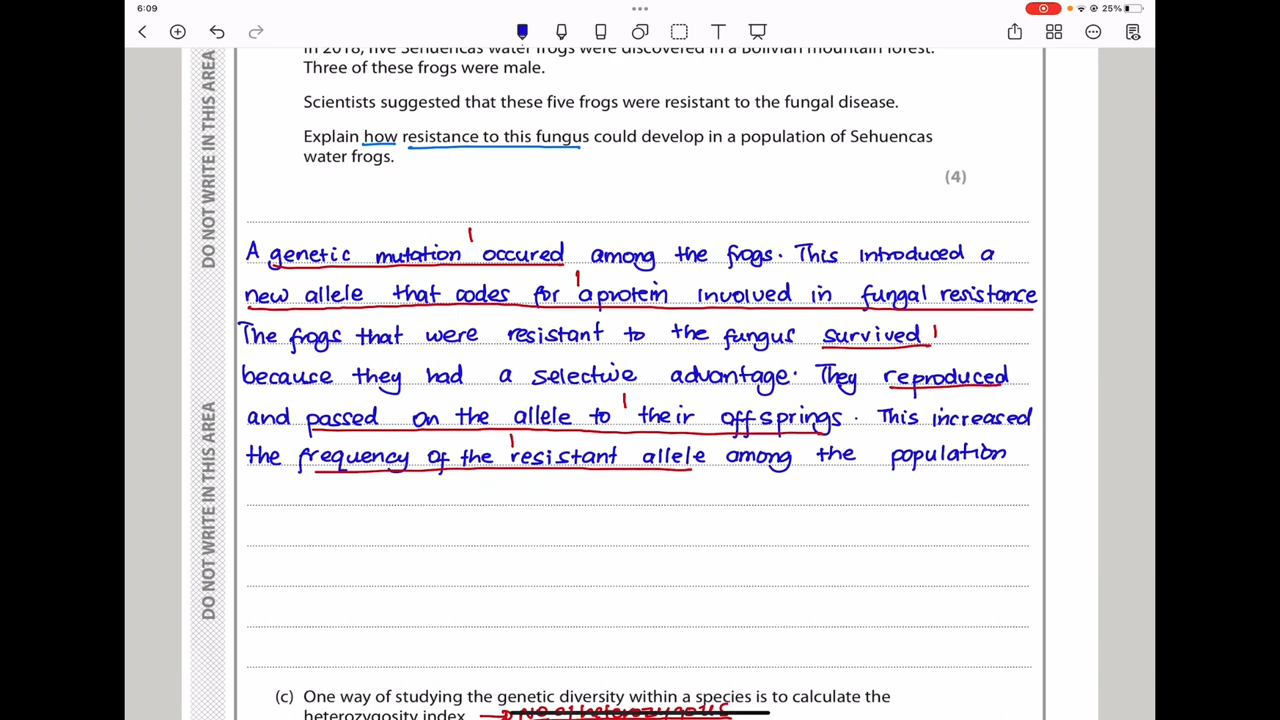 6:09
25%
T
In 2018, five Sehuencas water frogs were discovered in a Bolivian mountain forest.
Three of these frogs were male.
Scientists suggested that these five frogs were resistant to the fungal disease.
Explain how resistance to this fungus could develop in a population of Sehuencas
water frogs.
(4)
A genetic mutation occured among the frogs. This introduced a
new allele that codes for a protein involved in fungal resistance
The frogs that were resistant to the fungus survived
because they had a selective advantage. They reproduced
and passed on the allele to their offsprings. This increased
the frequency of the resistant allele among the population
(c) One way of studying the genetic diversity within a species is to calculate the
heterozygosity index.
DO NOT WRITE IN THIS AREA
DO NOT WRITE IN THIS AREA